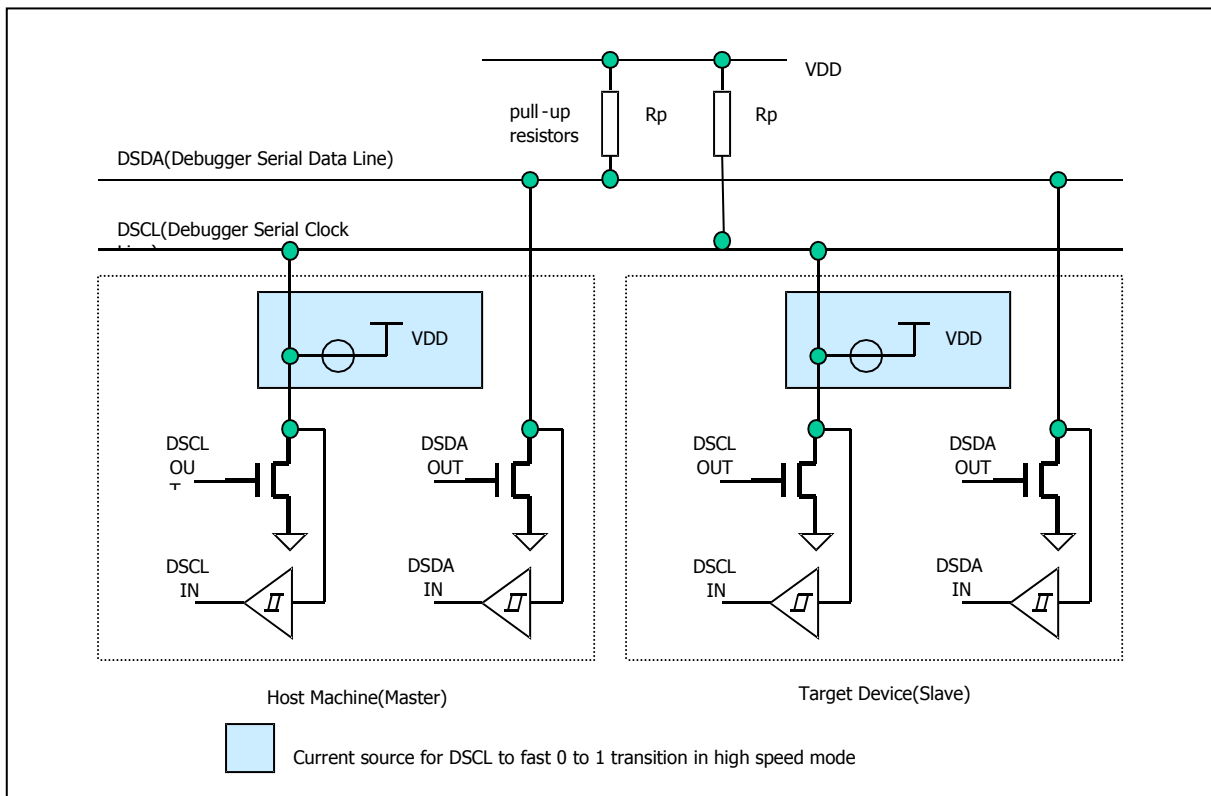 VDD
pull-up
resistors
Rp
Rp
DSDA(Debugger Serial Data Line)
DSCL(Debugger Serial Clock
VDD
VDD
DSCL
OU
DSDA
OUT
DSCL
OUT
DSDA
OUT
DSCL
IN
DSDA
IN
DSCL
IN
DSDA
IN
Host Machine(Master)
Target Device(Slave)
Current source for DSCL to fast 0 to 1 transition in high speed mode